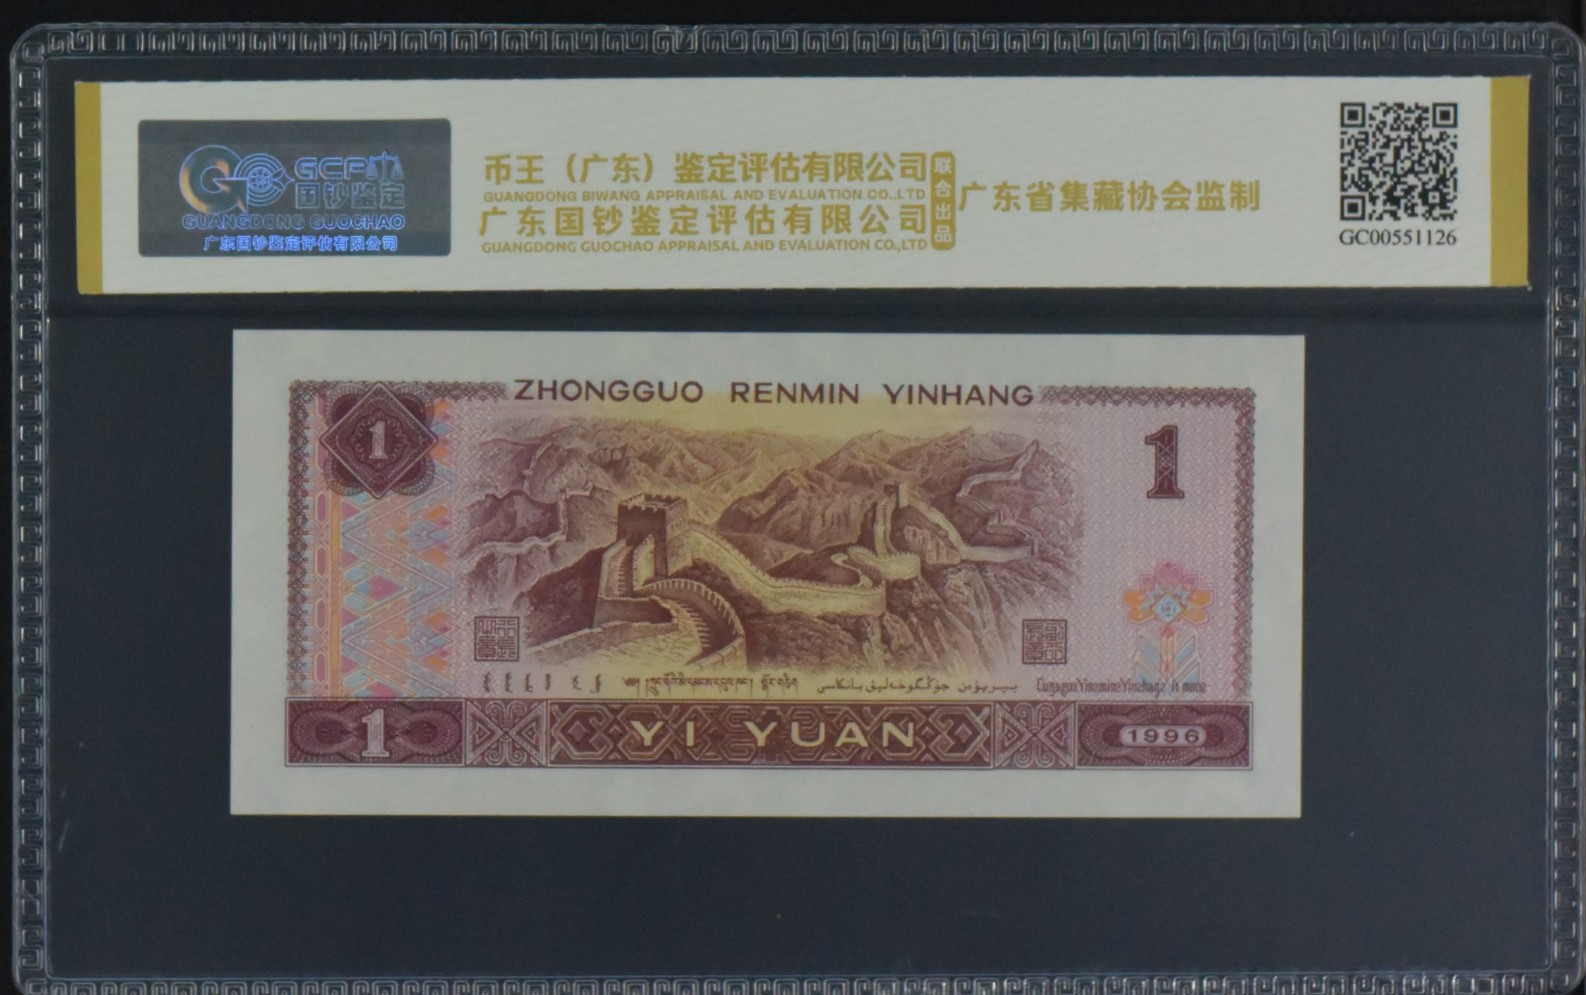 GCP
国钞鉴定
GUANGDONG GUOCHAO
广东国钞鉴定评估有限公司
币王（广东）鉴定评估有限公司
GUANGDONG BIWANG APPRAISAL AND EVALUATION CO.,LTD
广东国钞鉴定评估有限公司
GUANGDONG GUOCHAO APPRAISAL AND EVALUATION CO.,LTD
联合出品
广东省集藏协会监制
GC00551126
ZHONGGUO RENMIN YINHANG
1
1
1 YI YUAN 1996